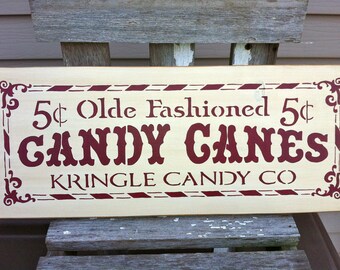 5¢ Olde Fashioned 5¢
CANDY CANES
KRINGLE CANDY CO